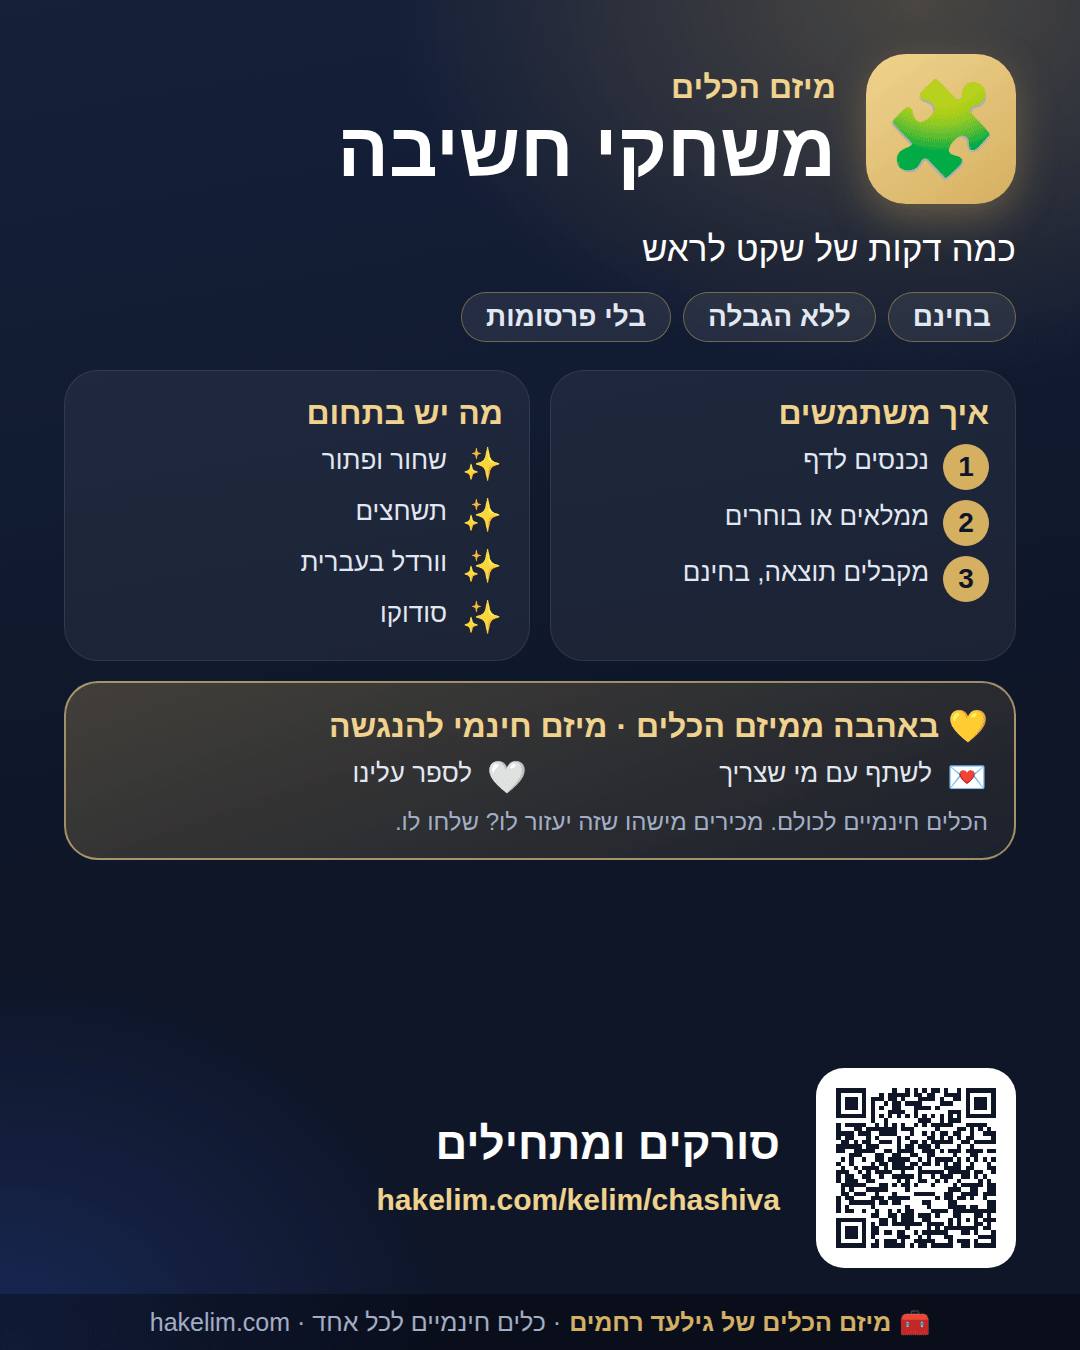 מיזם הכלים
משחקי חשיבה
כמה דקות של שקט לראש
בחינם
ללא הגבלה
בלי פרסומות
איך משתמשים
1 נכנסים לדף
2 ממלאים או בוחרים
3 מקבלים תוצאה, בחינם
מה יש בתחום
✨ שחור ופתור
✨ תשחצים
✨ וורדל בעברית
✨ סודוקו
💛 באהבה ממיזם הכלים · מיזם חינמי להנגשה
💌 לשתף עם מי שצריך
🤍 לספר עלינו
הכלים חינמיים לכולם. מכירים מישהו שזה יעזור לו? שלחו לו.
סורקים ומתחילים
hakelim.com/kelim/chashiva
🧰 מיזם הכלים של גילעד רחמים · כלים חינמיים לכל אחד · hakelim.com